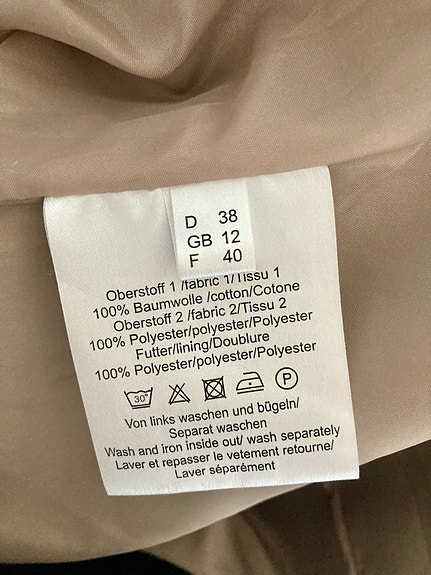 D 38
GB 12
F 40
Oberstoff 1 /fabric 1/Tissu 1
100% Baumwolle /cotton/Cotone
Oberstoff 2 /fabric 2/Tissu 2
100% Polyester/polyester/Polyester
Futter/lining/Doublure
100% Polyester/polyester/Polyester
30° P
Von links waschen und bügeln/
Separat waschen
Wash and iron inside out/ wash separately
Laver et repasser le vetement retourne/
Laver séparément